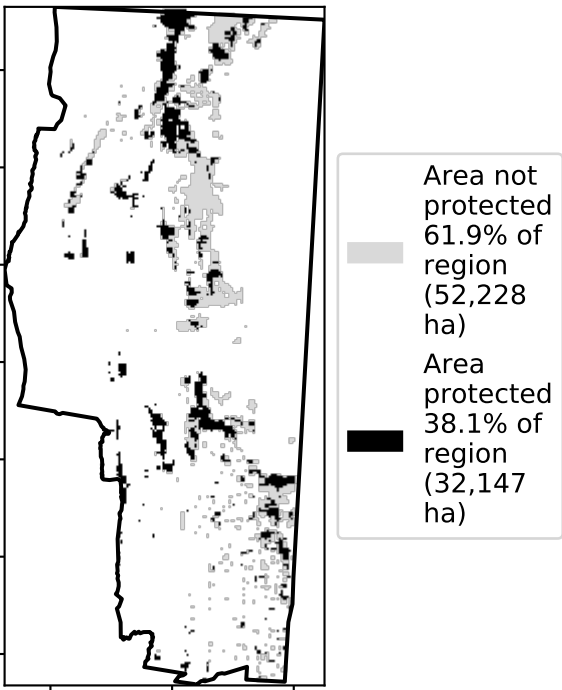 Area not
protected
61.9% of
region
(52,228
ha)
Area
protected
38.1% of
region
(32,147
ha)